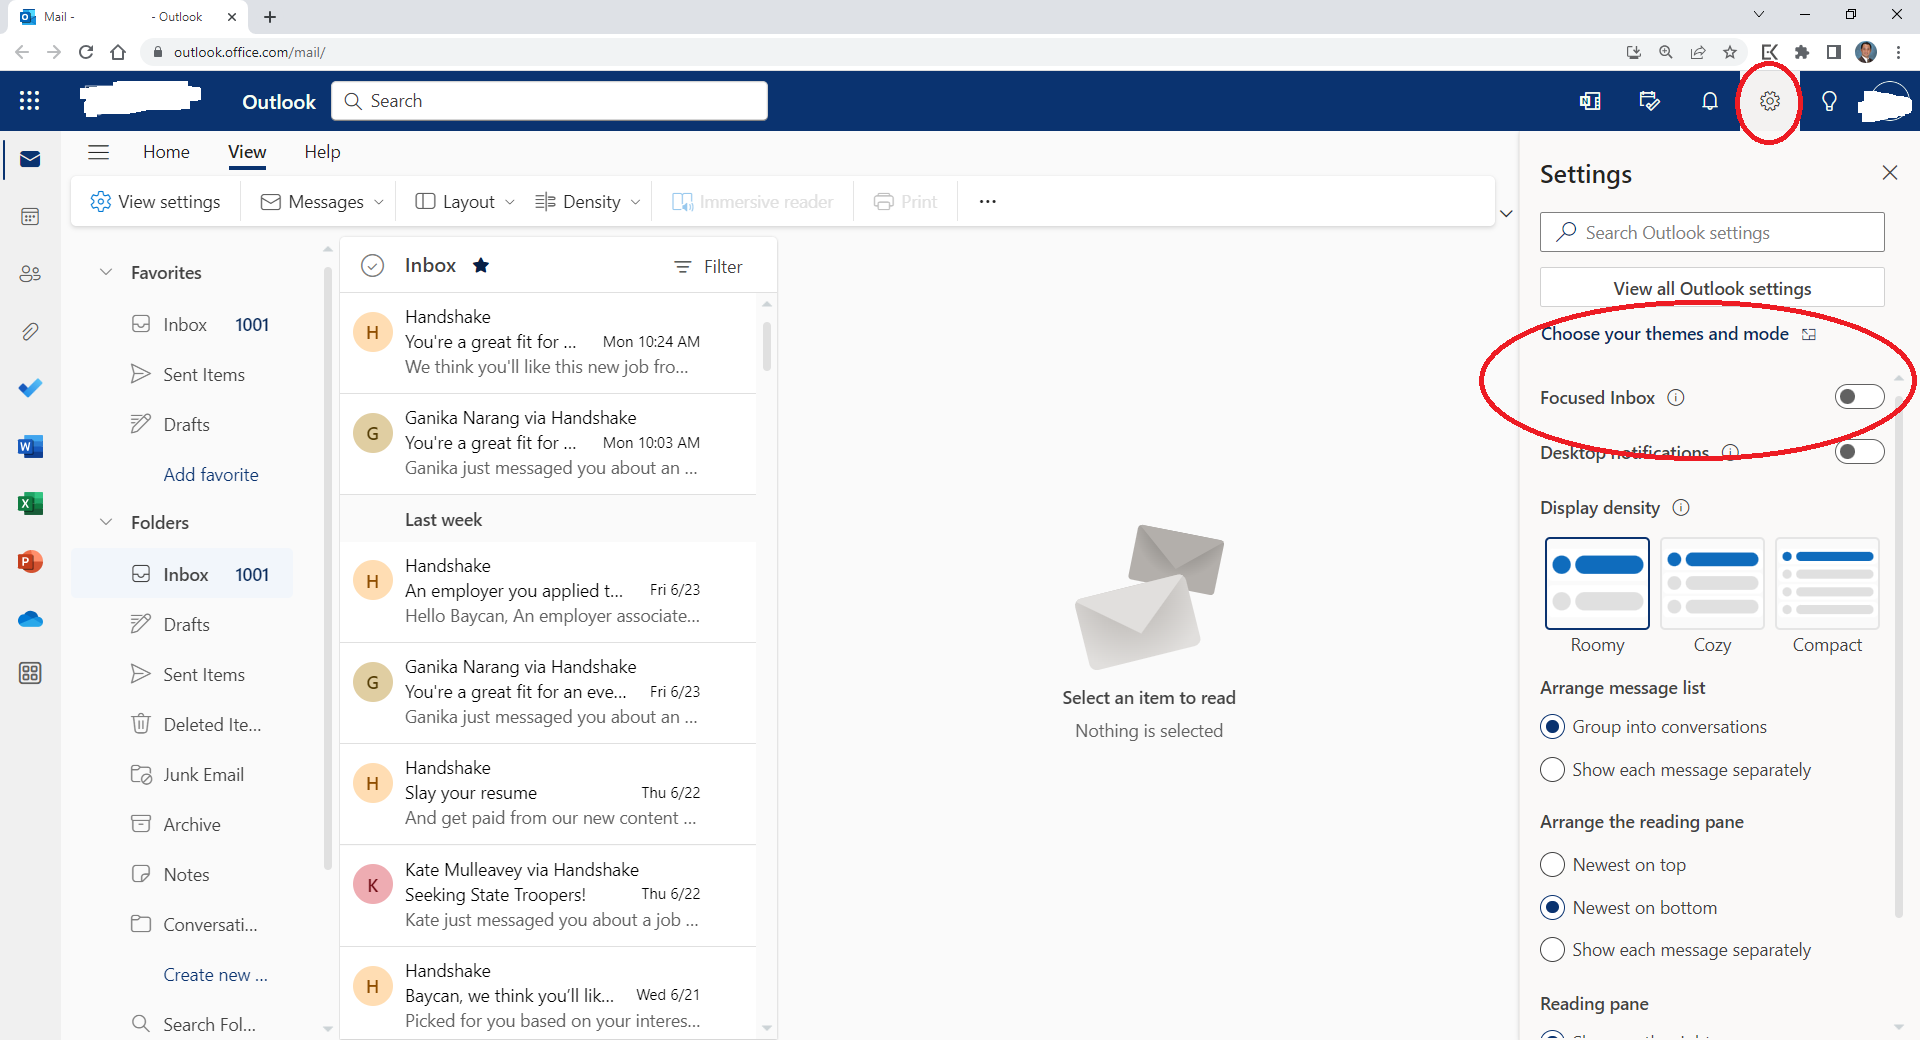 Mail -
- Outlook
outlook.office.com/mail/
Outlook
Search
Home
View
Help
View settings
Messages
Layout
Density
Immersive reader
Print
Favorites
Inbox 1001
Sent Items
Drafts
Add favorite
Folders
Inbox 1001
Drafts
Sent Items
Deleted Ite...
Junk Email
Archive
Notes
Conversati...
Create new ...
Search Fol...
Inbox
Filter
H
Handshake
You're a great fit for ... Mon 10:24 AM
We think you'll like this new job fro...
G
Ganika Narang via Handshake
You're a great fit for ... Mon 10:03 AM
Ganika just messaged you about an ...
Last week
H
Handshake
An employer you applied t... Fri 6/23
Hello Baycan, An employer associate...
G
Ganika Narang via Handshake
You're a great fit for an eve... Fri 6/23
Ganika just messaged you about an ...
H
Handshake
Slay your resume Thu 6/22
And get paid from our new content ...
K
Kate Mulleavey via Handshake
Seeking State Troopers! Thu 6/22
Kate just messaged you about a job ...
H
Handshake
Baycan, we think you'll lik... Wed 6/21
Picked for you based on your interes...
Select an item to read
Nothing is selected
Settings
Search Outlook settings
View all Outlook settings
Choose your themes and mode
Focused Inbox
Desktop notifications
Display density
Roomy
Cozy
Compact
Arrange message list
Group into conversations
Show each message separately
Arrange the reading pane
Newest on top
Newest on bottom
Show each message separately
Reading pane